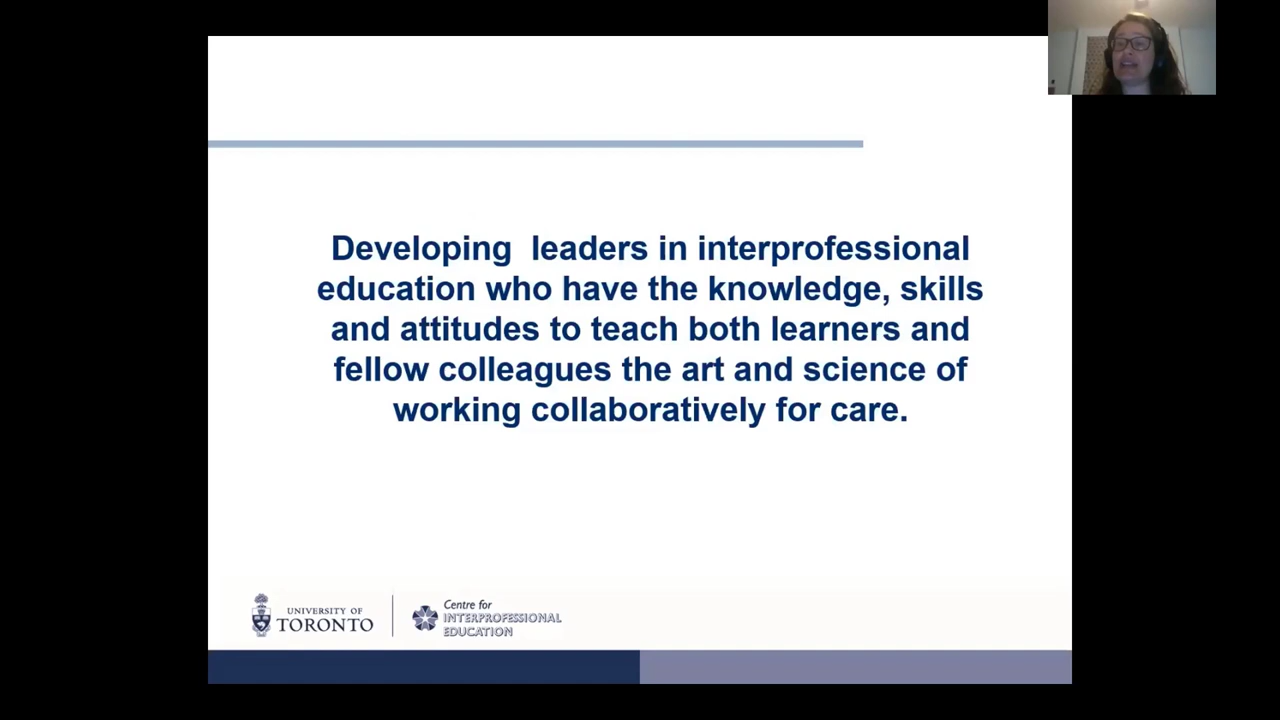 Developing  leaders in interprofessional
education who have the knowledge, skills
and attitudes to teach both learners and
fellow colleagues the art and science of
working collaboratively for care.
UNIVERSITY OF
TORONTO
Centre for
INTERPROFESSIONAL
EDUCATION